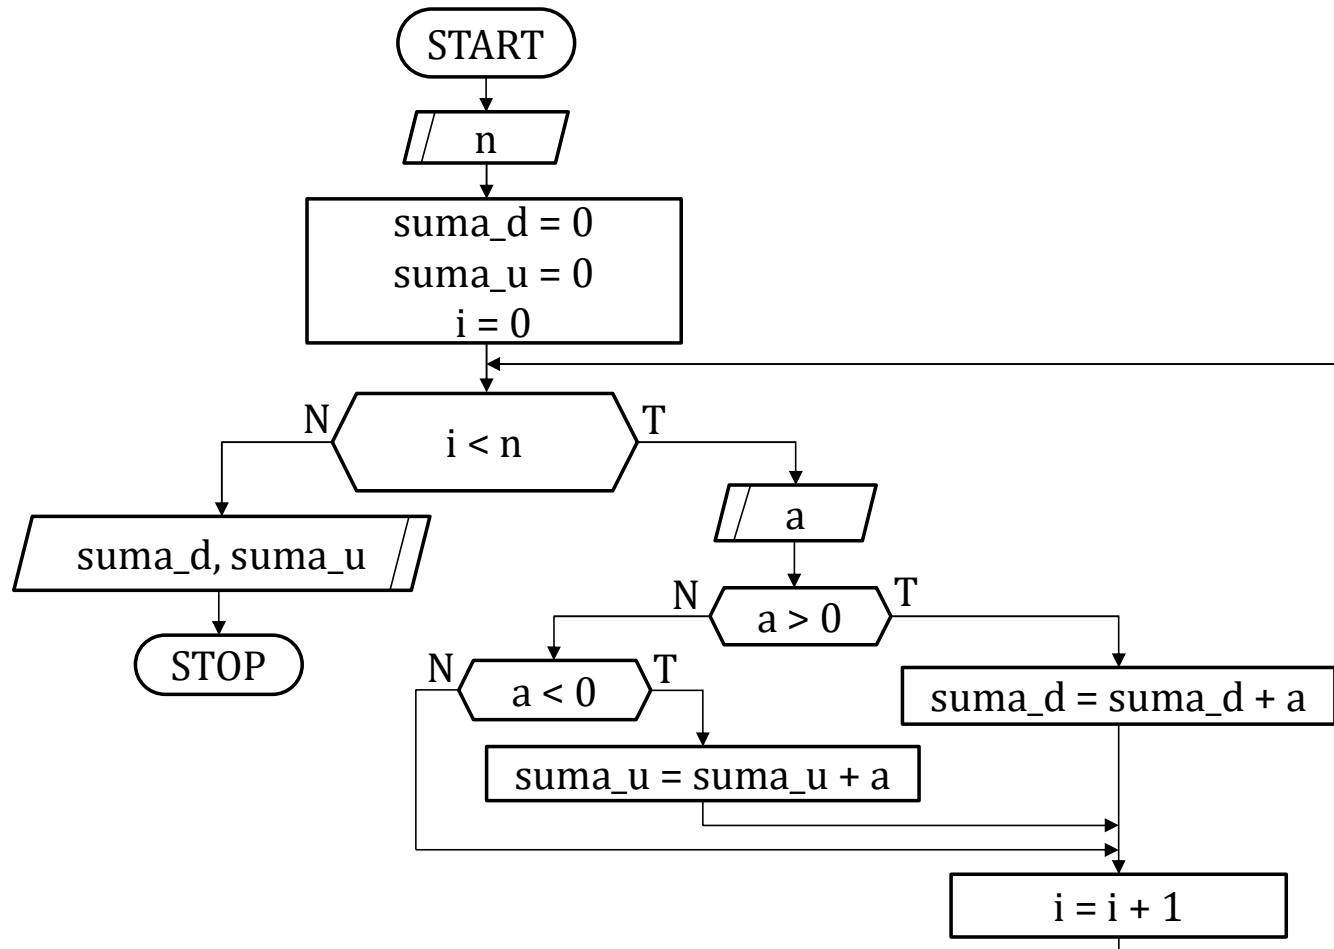 START
n
suma_d = 0
suma_u = 0
i = 0
N
T
i < n
a
suma_d, suma_u
N
T
a > 0
STOP
N
T
a < 0
suma_d = suma_d + a
suma_u = suma_u + a
i = i + 1